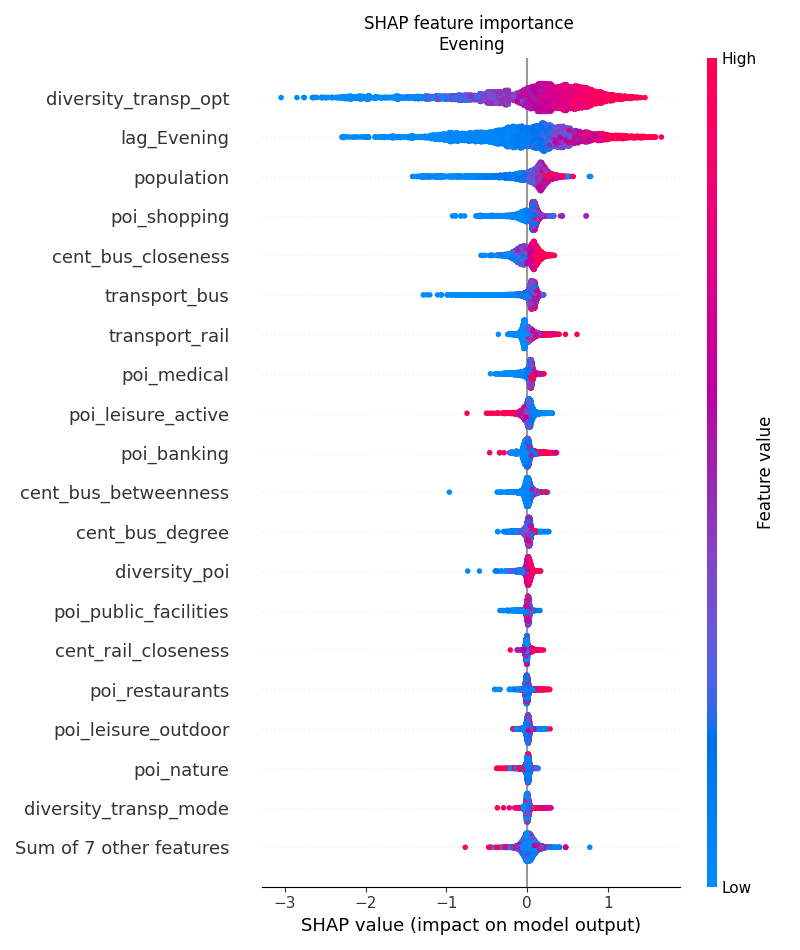 SHAP feature importance
Evening
High
diversity_transp_opt
lag_Evening
population
poi_shopping
cent_bus_closeness
transport_bus
transport_rail
poi_medical
poi_leisure_active
poi_banking
cent_bus_betweenness
cent_bus_degree
diversity_poi
poi_public_facilities
cent_rail_closeness
poi_restaurants
poi_leisure_outdoor
poi_nature
diversity_transp_mode
Sum of 7 other features
Feature value
Low
−3 −2 −1 0 1
SHAP value (impact on model output)